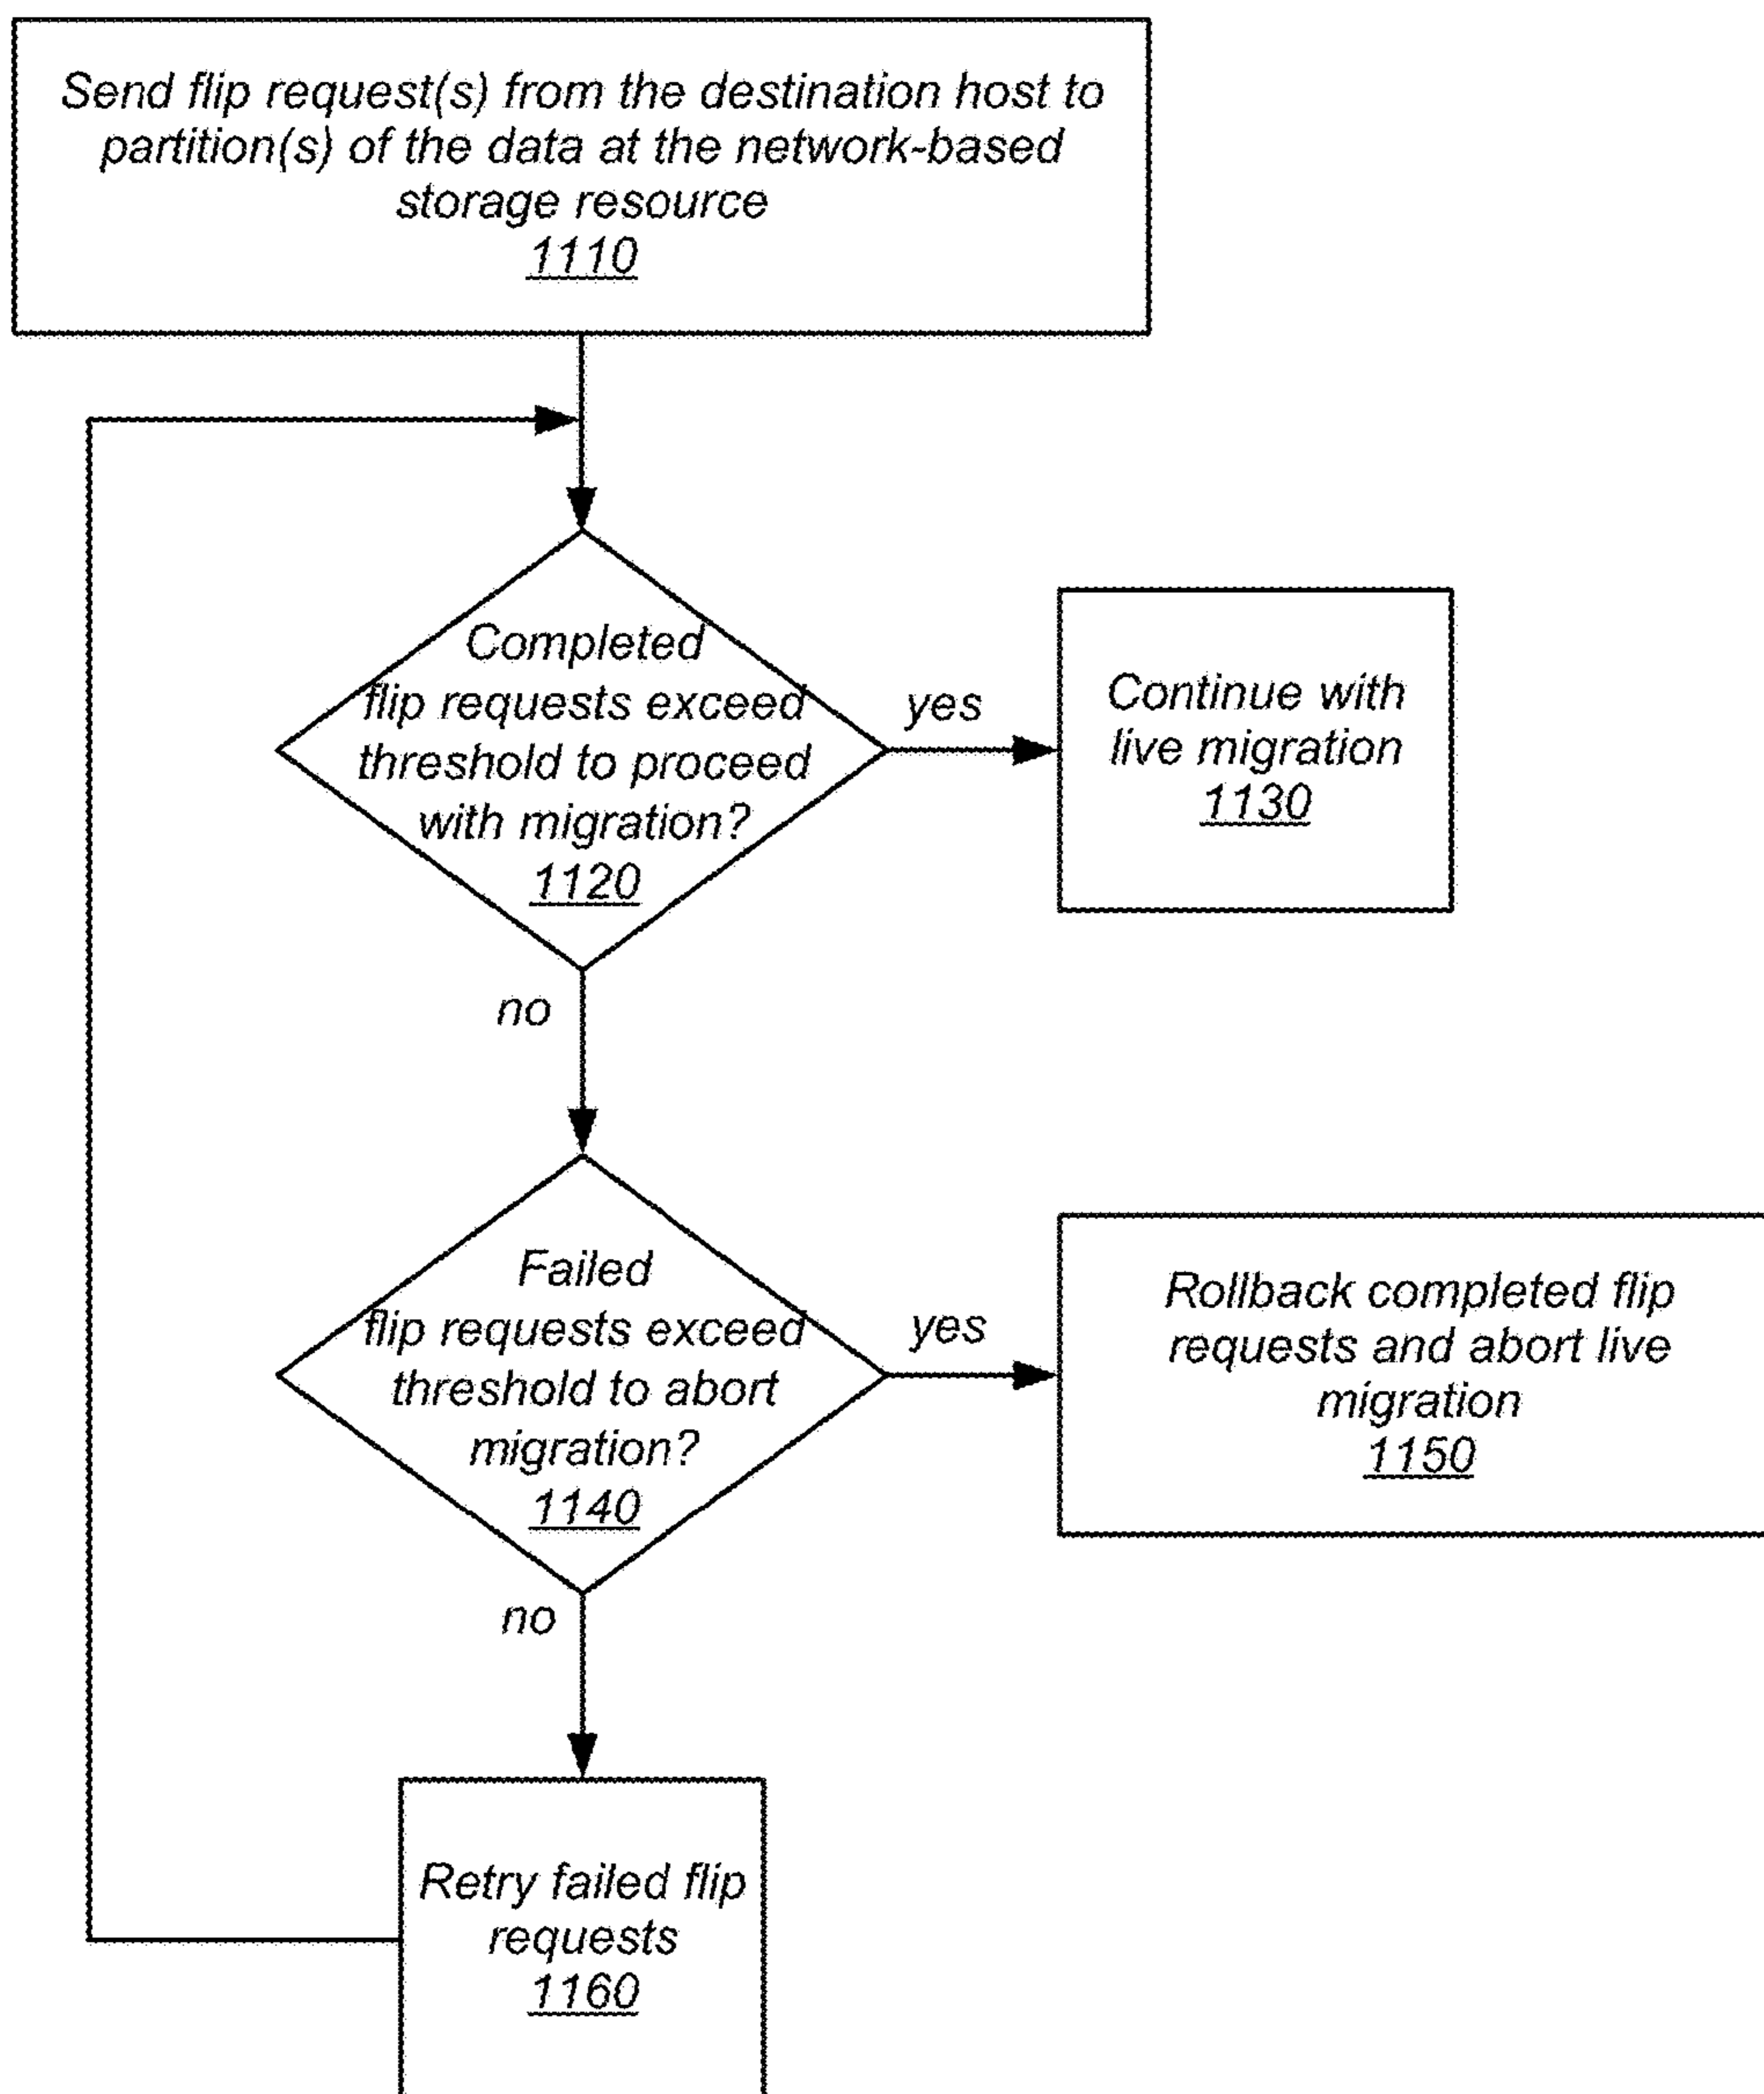 Send flip request(s) from the destination host to
partition(s) of the data at the network-based
storage resource
1110
Completed
flip requests exceed
threshold to proceed
with migration?
1120
yes
Continue with
live migration
1130
no
Failed
flip requests exceed
threshold to abort
migration?
1140
yes
Rollback completed flip
requests and abort live
migration
1150
no
Retry failed flip
requests
1160